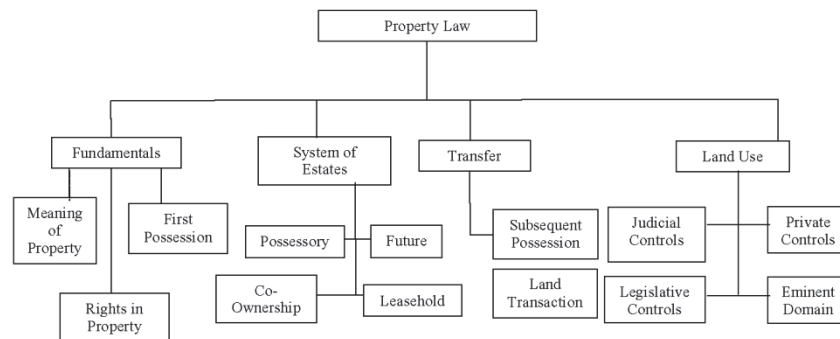 Property Law
Fundamentals
System of
Estates
Transfer
Land Use
Meaning
of
Property
First
Possession
Rights in
Property
Possessory
Future
Co-
Ownership
Leasehold
Subsequent
Possession
Land
Transaction
Judicial
Controls
Private
Controls
Legislative
Controls
Eminent
Domain